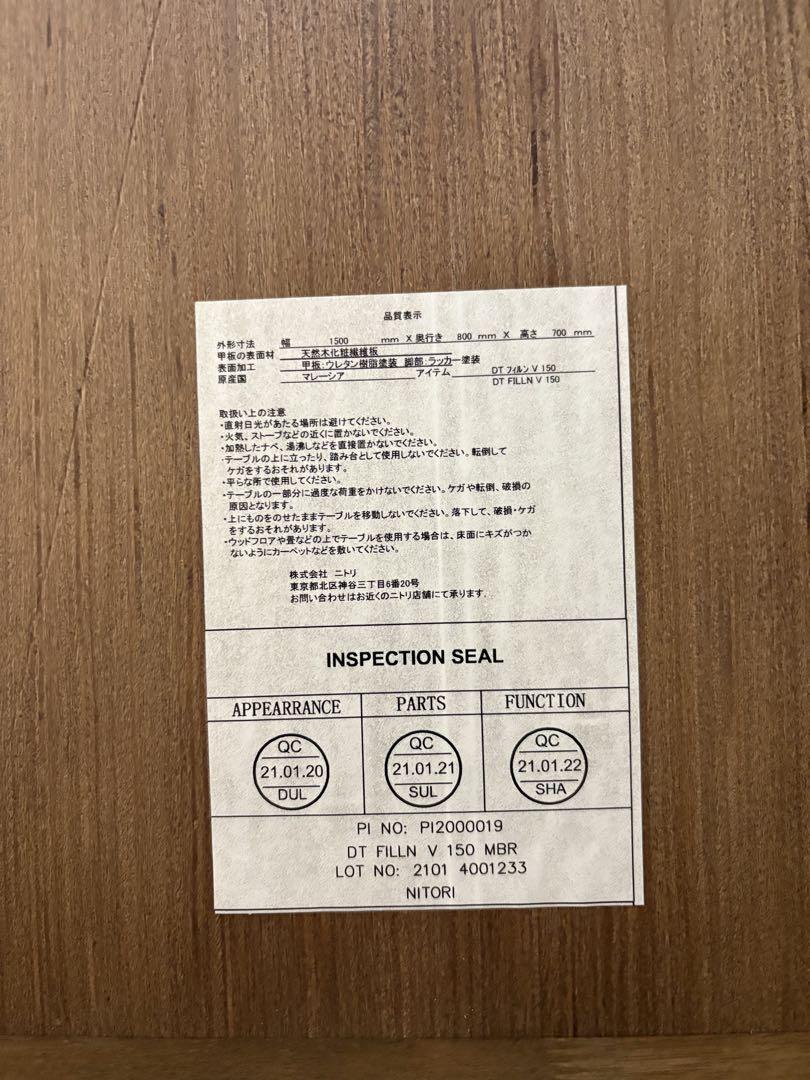 品質表示
外形寸法 幅 1500 mm X 奥行き 800 mm X 高さ 700 mm
甲板の表面材 天然木化粧繊維板
表面加工 甲板:ウレタン樹脂塗装 脚部:ラッカー塗装
原産国 マレーシア アイテム DT フィルン V 150
DT FILLN V 150
取扱い上の注意
・直射日光があたる場所は避けてください。
・火気、ストーブなどの近くに置かないでください。
・加熱したナベ、湯沸しなどを直接置かないでください。
・テーブルの上に立ったり、踏み台として使用しないでください。転倒して
ケガをするおそれがあります。
・平らな所で使用してください。
・テーブルの一部分に過度な荷重をかけないでください。ケガや転倒、破損の
原因となります。
・上にものをのせたままテーブルを移動しないでください。落下して、破損・ケガ
をするおそれがあります。
・ウッドフロアや畳などの上でテーブルを使用する場合は、床面にキズがつか
ないようにカーペットなどを敷いてください。
株式会社 ニトリ
東京都北区神谷三丁目6番20号
お問い合わせはお近くのニトリ店舗にて承ります.
INSPECTION SEAL
APPEARRANCE PARTS FUNCTION
QC QC QC
21.01.20 21.01.21 21.01.22
DUL SUL SHA
PI NO: PI2000019
DT FILLN V 150 MBR
LOT NO: 2101 4001233
NITORI